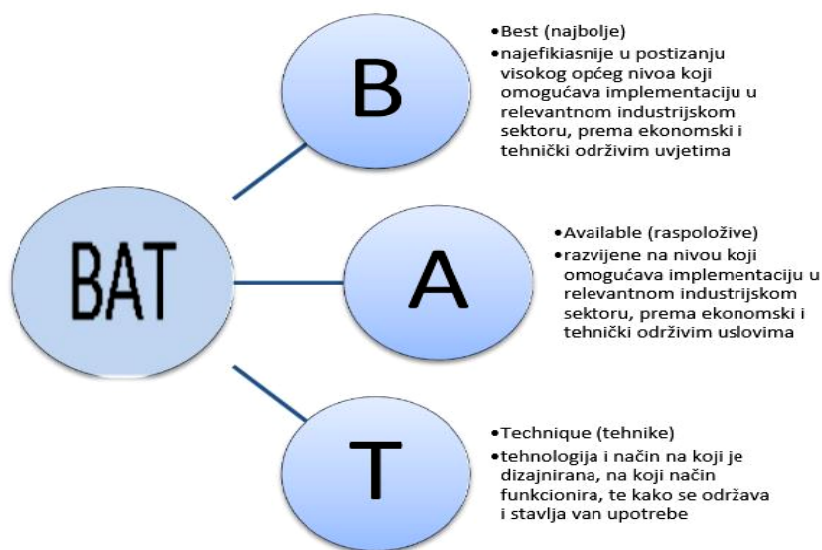 BAT
B
•Best (najbolje)
•najefikiasnije u postizanju
visokog općeg nivoa koji
omogućava implementaciju u
relevantnom industrijskom
sektoru, prema ekonomski i
tehnički održivim uvjetima
A
•Available (raspoložive)
•razvijene na nivou koji
omogućava implementaciju u
relevantnom industrijskom
sektoru, prema ekonomski i
tehnički održivim uslovima
T
•Technique (tehnike)
•tehnologija i način na koji je
dizajnirana, na koji način
funkcionira, te kako se održava
i stavlja van upotrebe